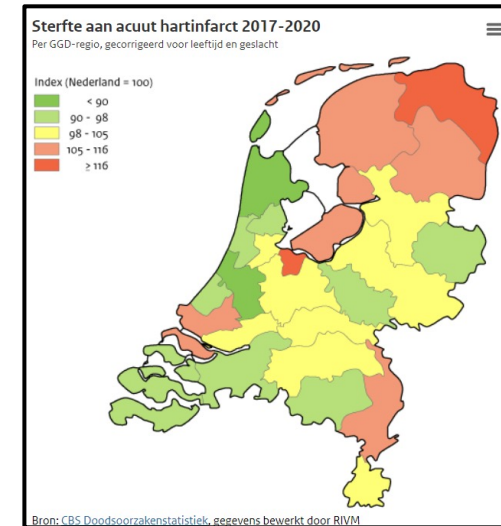 Sterfte aan acuut hartinfarct 2017-2020
Per GGD-regio, gecorrigeerd voor leeftijd en geslacht
Index (Nederland = 100)
< 90
90 - 98
98 - 105
105 - 116
≥ 116
Bron: CBS Doodsoorzakenstatistiek, gegevens bewerkt door RIVM